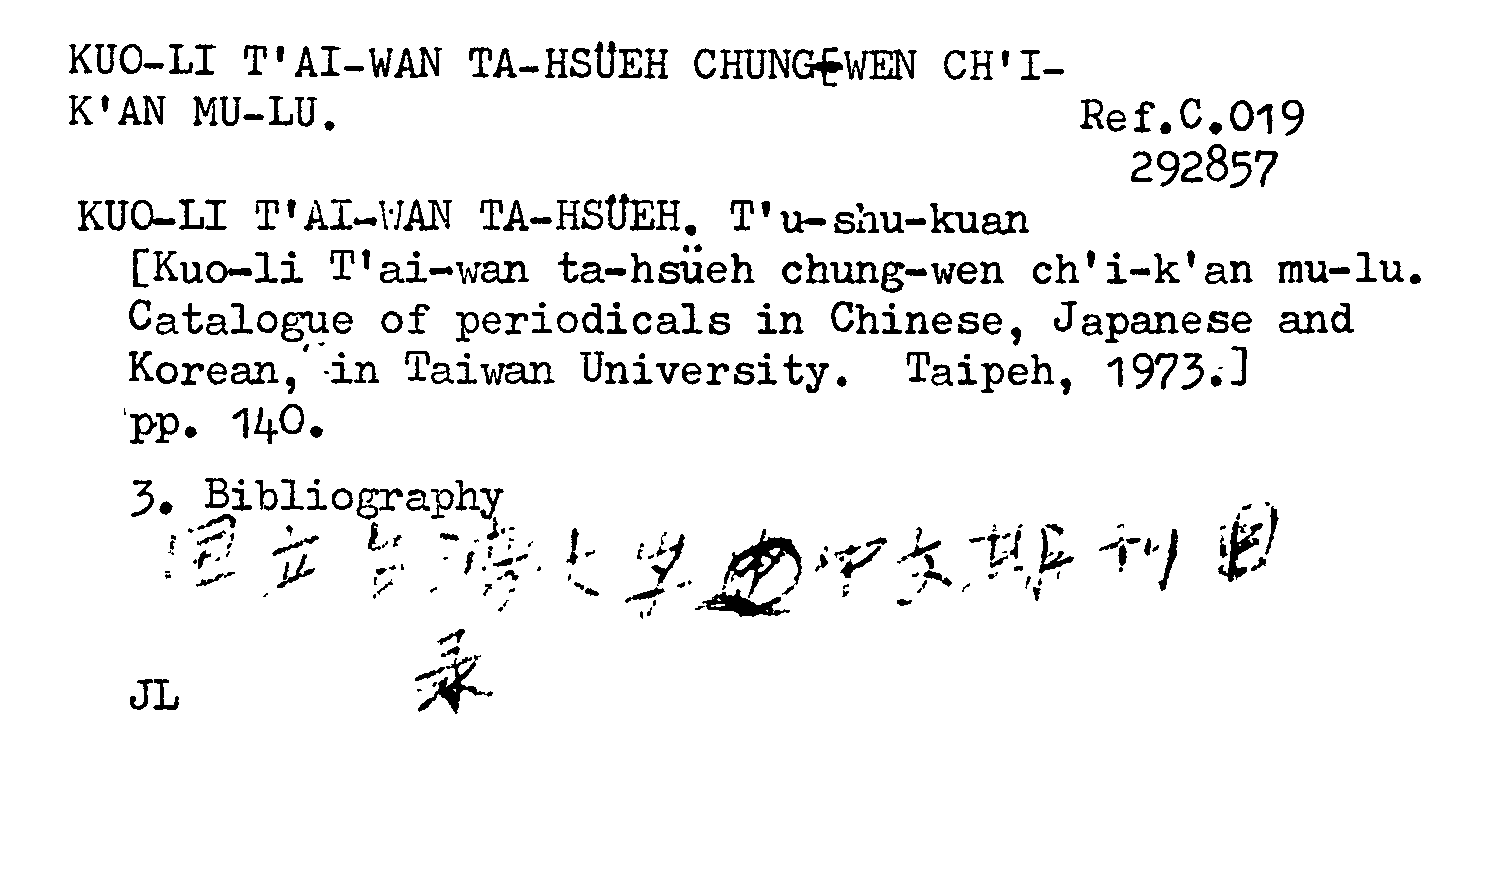 KUO-LI T'AI-WAN TA-HSÜEH CHUNG-WEN CH'I-
K'AN MU-LU.
Ref.C.019
292857
KUO-LI T'AI-WAN TA-HSÜEH. T'u-shu-kuan
[Kuo-li T'ai-wan ta-hsüeh chung-wen ch'i-k'an mu-lu.
Catalogue of periodicals in Chinese, Japanese and
Korean, in Taiwan University. Taipeh, 1973.]
pp. 140.
3. Bibliography
国立台湾大学中文期刊目
录
JL